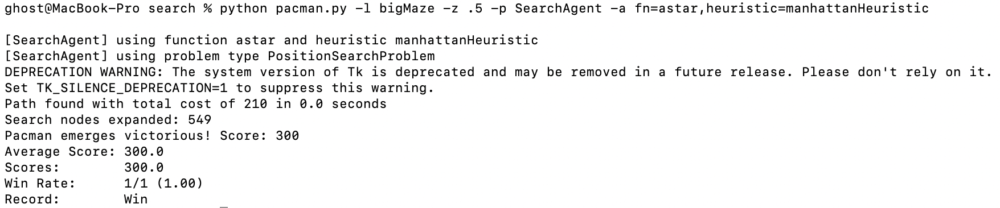 ghost@MacBook-Pro search % python pacman.py -l bigMaze -z .5 -p SearchAgent -a fn=astar,heuristic=manhattanHeuristic
[SearchAgent] using function astar and heuristic manhattanHeuristic
[SearchAgent] using problem type PositionSearchProblem
DEPRECATION WARNING: The system version of Tk is deprecated and may be removed in a future release. Please don't rely on it.
Set TK_SILENCE_DEPRECATION=1 to suppress this warning.
Path found with total cost of 210 in 0.0 seconds
Search nodes expanded: 549
Pacman emerges victorious! Score: 300
Average Score: 300.0
Scores:        300.0
Win Rate:      1/1 (1.00)
Record:        Win